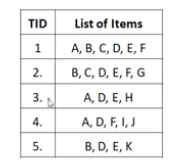 TID List of Items
1 A, B, C, D, E, F
2. B, C, D, E, F, G
3. A, D, E, H
4. A, D, F, I, J
5. B, D, E, K